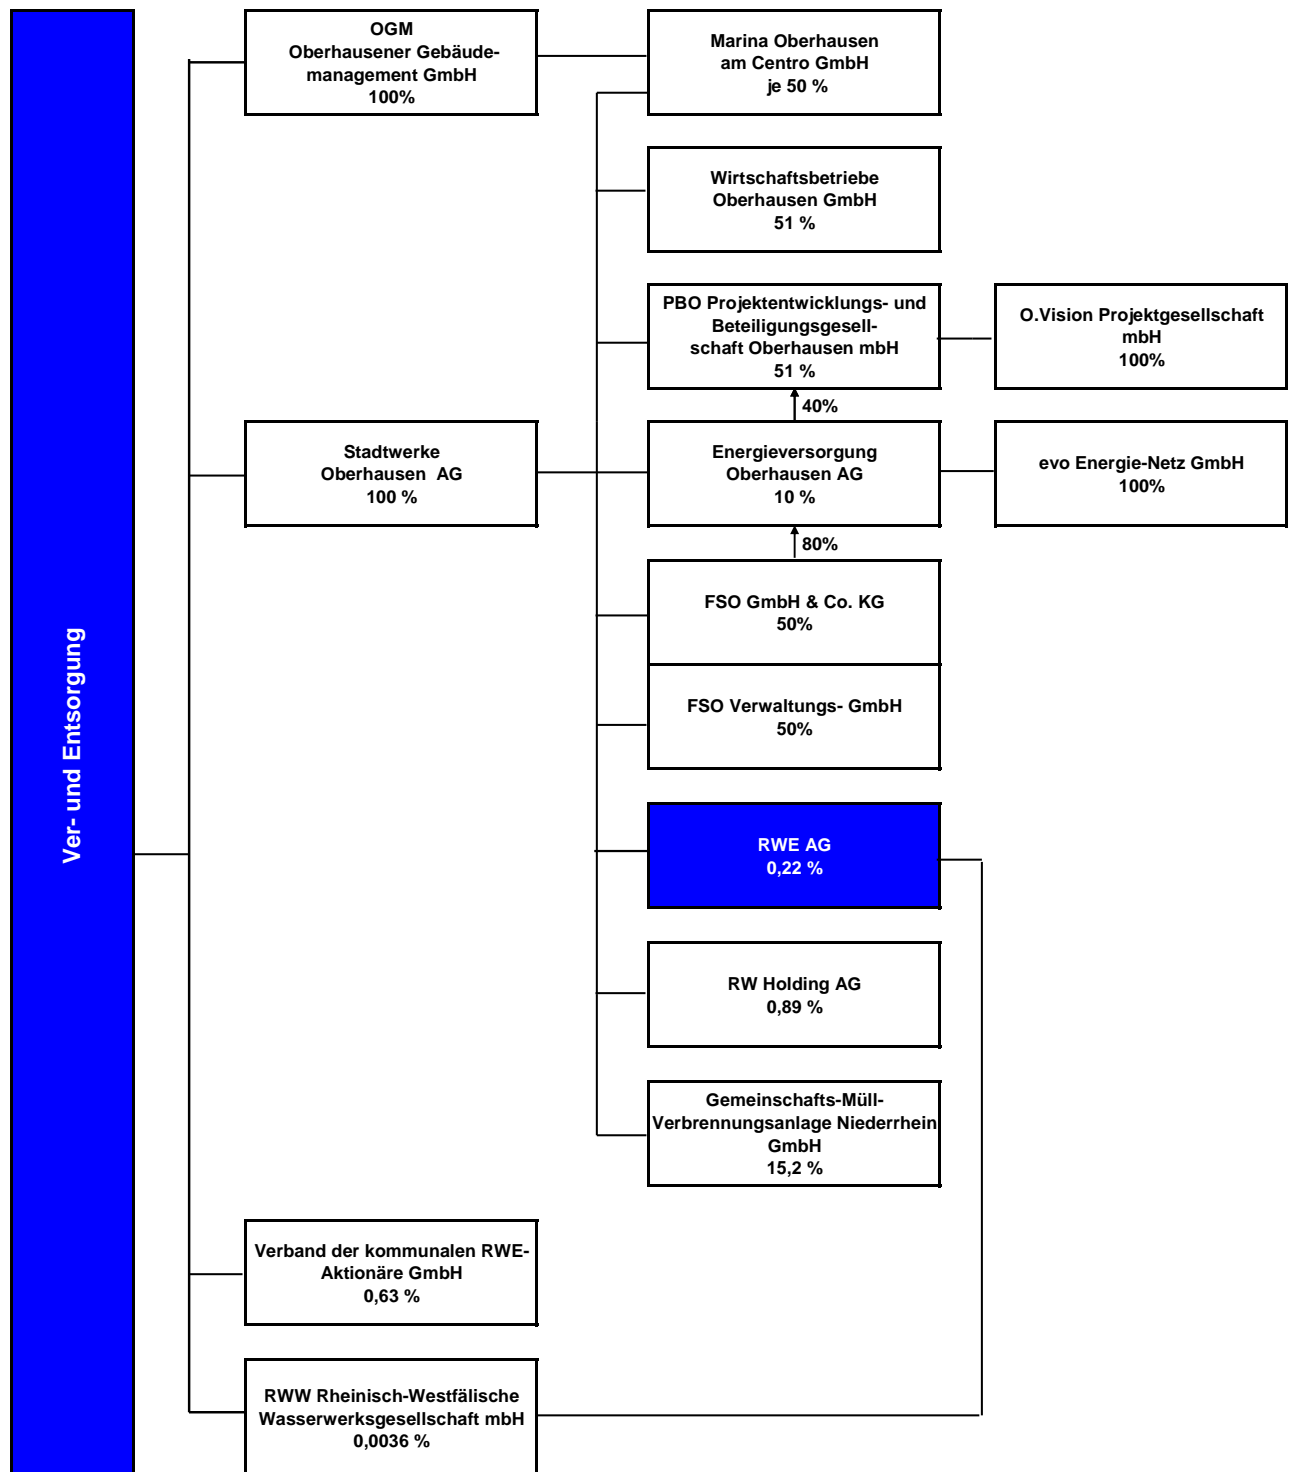 Ver- und Entsorgung
OGM
Oberhausener Gebäude-
management GmbH
100%
Marina Oberhausen
am Centro GmbH
je 50 %
Wirtschaftsbetriebe
Oberhausen GmbH
51 %
PBO Projektentwicklungs- und
Beteiligungsgesell-
schaft Oberhausen mbH
51 %
O.Vision Projektgesellschaft
mbH
100%
40%
Stadtwerke
Oberhausen AG
100 %
Energieversorgung
Oberhausen AG
10 %
evo Energie-Netz GmbH
100%
80%
FSO GmbH & Co. KG
50%
FSO Verwaltungs- GmbH
50%
RWE AG
0,22 %
RW Holding AG
0,89 %
Gemeinschafts-Müll-
Verbrennungsanlage Niederrhein
GmbH
15,2 %
Verband der kommunalen RWE-
Aktionäre GmbH
0,63 %
RWW Rheinisch-Westfälische
Wasserwerksgesellschaft mbH
0,0036 %